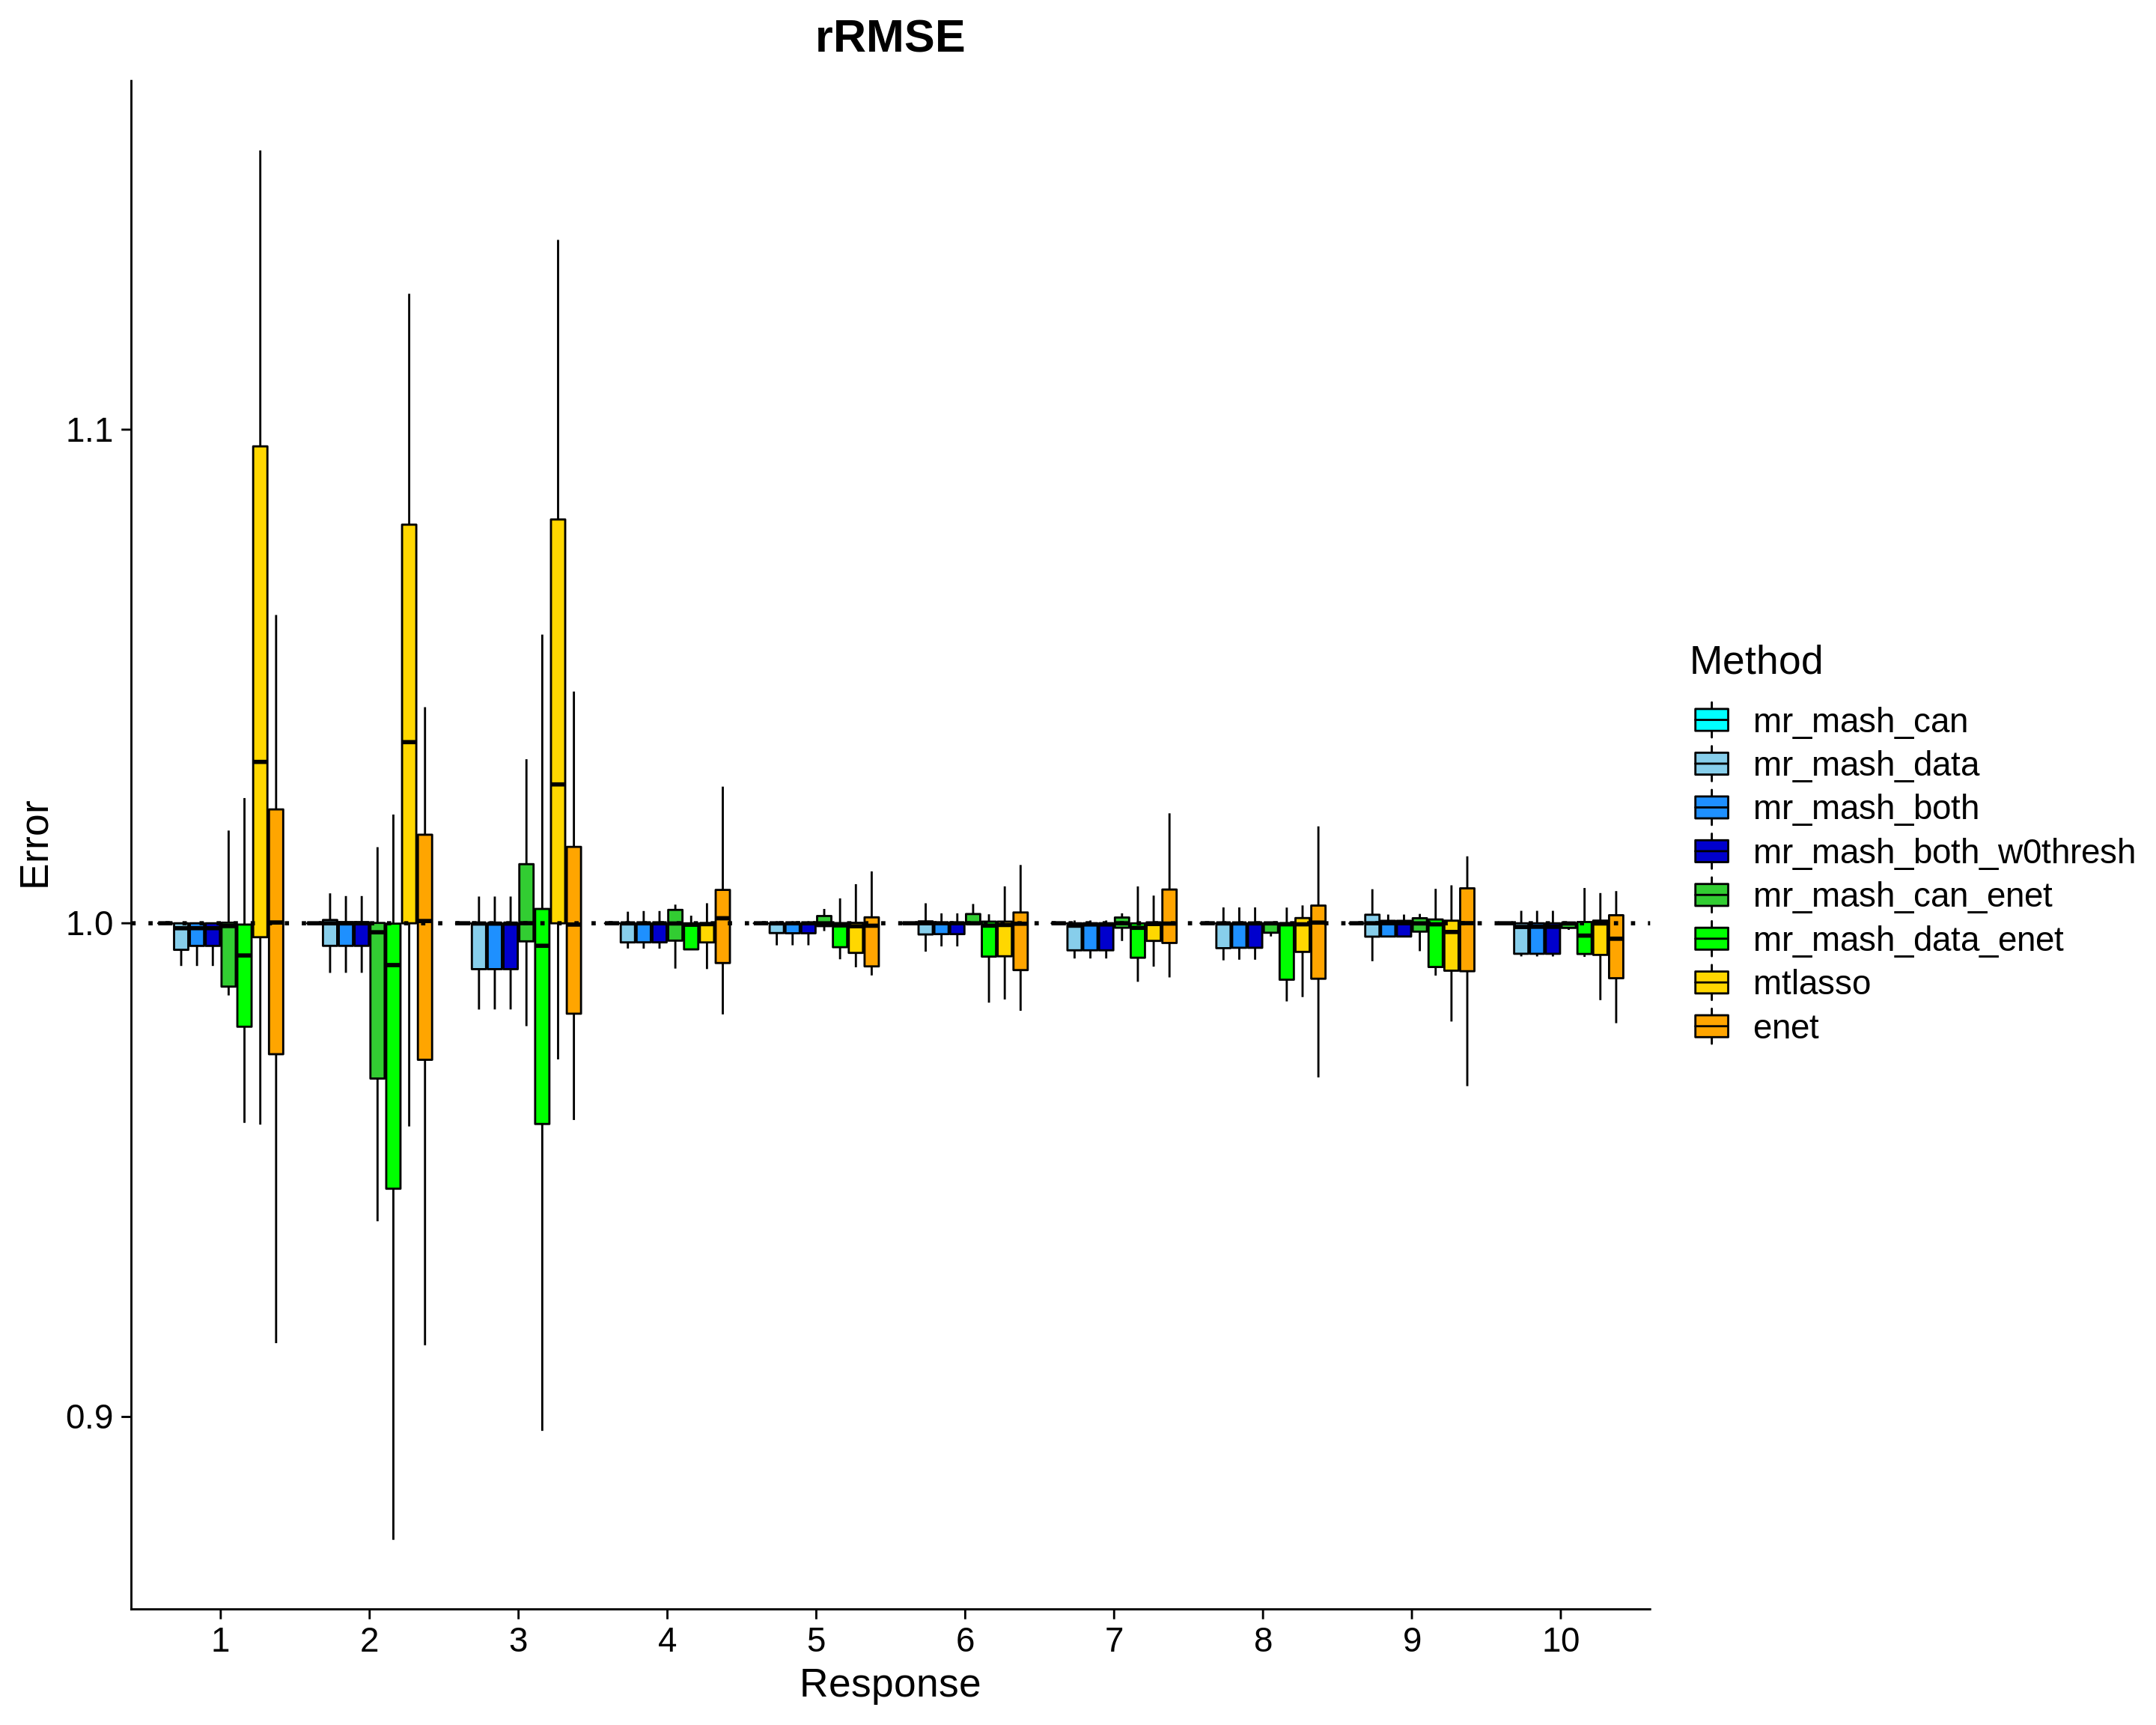 rRMSE
Error
1.1
1.0
0.9
1 2 3 4 5 6 7 8 9 10
Response
Method
mr_mash_can
mr_mash_data
mr_mash_both
mr_mash_both_w0thresh
mr_mash_can_enet
mr_mash_data_enet
mtlasso
enet